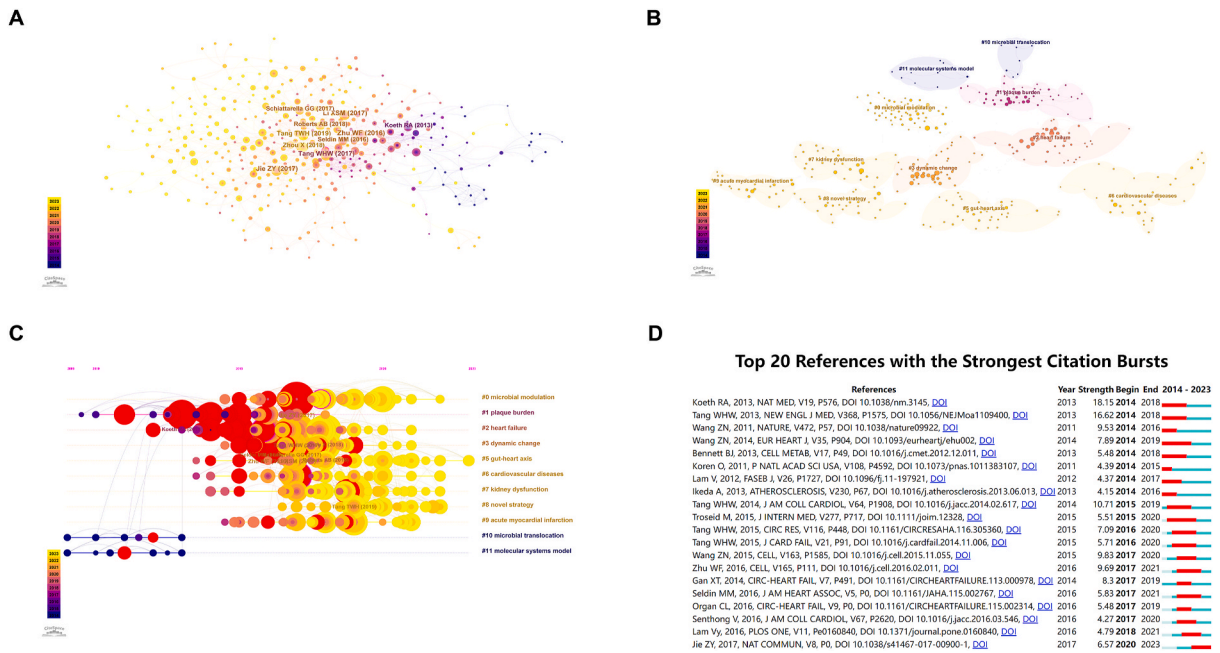 A
Schiattarella GG (2017)
Li XSM (2017)
Roberts AB (2018)
Koeth RA (2013)
Tang TWH (2019)
Zhu WF (2016)
Seldin MM (2016)
Zhou X (2018)
Tang WHW (2017)
Jie ZY (2017)
2023
2022
2021
2020
2019
2018
CiteSpace
B
#10 microbial translocation
#11 molecular systems model
#1 plaque burden
#0 microbial modulation
#2 heart failure
#7 kidney dysfunction
#3 dynamic change
#9 acute myocardial infarction
#8 novel strategy
#5 gut-heart axis
#6 cardiovascular diseases
2023
2022
2021
2020
2019
2018
CiteSpace
C
#0 microbial modulation
#1 plaque burden
#2 heart failure
#3 dynamic change
#5 gut-heart axis
#6 cardiovascular diseases
#7 kidney dysfunction
#8 novel strategy
#9 acute myocardial infarction
#10 microbial translocation
#11 molecular systems model
D
Top 20 References with the Strongest Citation Bursts
References Year Strength Begin End 2014 - 2023
Koeth RA, 2013, NAT MED, V19, P576, DOI 10.1038/nm.3145, DOI 2013 18.15 2014 2018
Tang WHW, 2013, NEW ENGL J MED, V368, P1575, DOI 10.1056/NEJMoa1109400, DOI 2013 16.62 2014 2018
Wang ZN, 2011, NATURE, V472, P57, DOI 10.1038/nature09922, DOI 2011 9.53 2014 2016
Wang ZN, 2014, EUR HEART J, V35, P904, DOI 10.1093/eurheartj/ehu002, DOI 2014 7.89 2014 2019
Bennett BJ, 2013, CELL METAB, V17, P49, DOI 10.1016/j.cmet.2012.12.011, DOI 2013 5.48 2014 2018
Koren O, 2011, P NATL ACAD SCI USA, V108, P4592, DOI 10.1073/pnas.1011383107, DOI 2011 4.39 2014 2015
Lam V, 2012, FASEB J, V26, P1727, DOI 10.1096/fj.11-197921, DOI 2012 4.37 2014 2017
Ikeda A, 2013, ATHEROSCLEROSIS, V230, P67, DOI 10.1016/j.atherosclerosis.2013.06.013, DOI 2013 4.15 2014 2016
Tang WHW, 2014, J AM COLL CARDIOL, V64, P1908, DOI 10.1016/j.jacc.2014.02.617, DOI 2014 10.71 2015 2019
Troseid M, 2015, J INTERN MED, V277, P717, DOI 10.1111/joim.12328, DOI 2015 5.51 2015 2020
Tang WHW, 2015, CIRC RES, V116, P448, DOI 10.1161/CIRCRESAHA.116.305360, DOI 2015 7.09 2016 2020
Tang WHW, 2015, J CARD FAIL, V21, P91, DOI 10.1016/j.cardfail.2014.11.006, DOI 2015 5.71 2016 2020
Wang ZN, 2015, CELL, V163, P1585, DOI 10.1016/j.cell.2015.11.055, DOI 2015 9.83 2017 2020
Zhu WF, 2016, CELL, V165, P111, DOI 10.1016/j.cell.2016.02.011, DOI 2016 9.69 2017 2021
Gan XT, 2014, CIRC-HEART FAIL, V7, P491, DOI 10.1161/CIRCHEARTFAILURE.113.000978, DOI 2014 8.3 2017 2019
Seldin MM, 2016, J AM HEART ASSOC, V5, P0, DOI 10.1161/JAHA.115.002767, DOI 2016 5.83 2017 2021
Organ CL, 2016, CIRC-HEART FAIL, V9, P0, DOI 10.1161/CIRCHEARTFAILURE.115.002314, DOI 2016 5.48 2017 2019
Senthong V, 2016, J AM COLL CARDIOL, V67, P2620, DOI 10.1016/j.jacc.2016.03.546, DOI 2016 4.27 2017 2020
Lam Vy, 2016, PLOS ONE, V11, Pe0160840, DOI 10.1371/journal.pone.0160840, DOI 2016 4.79 2018 2021
Jie ZY, 2017, NAT COMMUN, V8, P0, DOI 10.1038/s41467-017-00900-1, DOI 2017 6.57 2020 2023